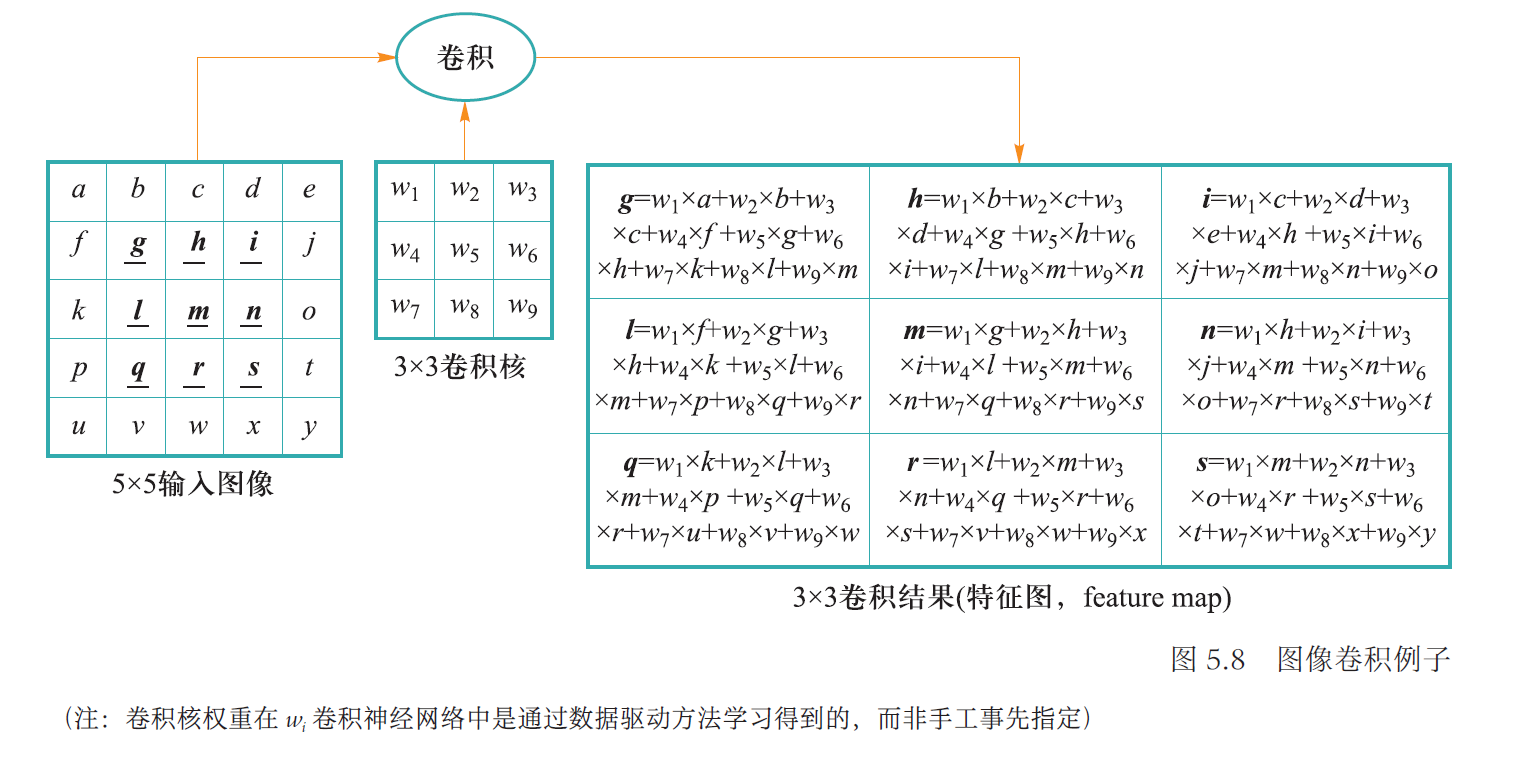 卷积
a b c d e
f g h i j
k l m n o
p q r s t
u v w x y
5×5输入图像
w₁ w₂ w₃
w₄ w₅ w₆
w₇ w₈ w₉
3×3卷积核
g=w₁×a+w₂×b+w₃
×c+w₄×f +w₅×g+w₆
×h+w₇×k+w₈×l+w₉×m
h=w₁×b+w₂×c+w₃
×d+w₄×g +w₅×h+w₆
×i+w₇×l+w₈×m+w₉×n
i=w₁×c+w₂×d+w₃
×e+w₄×h +w₅×i+w₆
×j+w₇×m+w₈×n+w₉×o
l=w₁×f+w₂×g+w₃
×h+w₄×k +w₅×l+w₆
×m+w₇×p+w₈×q+w₉×r
m=w₁×g+w₂×h+w₃
×i+w₄×l +w₅×m+w₆
×n+w₇×q+w₈×r+w₉×s
n=w₁×h+w₂×i+w₃
×j+w₄×m +w₅×n+w₆
×o+w₇×r+w₈×s+w₉×t
q=w₁×k+w₂×l+w₃
×m+w₄×p +w₅×q+w₆
×r+w₇×u+w₈×v+w₉×w
r=w₁×l+w₂×m+w₃
×n+w₄×q +w₅×r+w₆
×s+w₇×v+w₈×w+w₉×x
s=w₁×m+w₂×n+w₃
×o+w₄×r +w₅×s+w₆
×t+w₇×w+w₈×x+w₉×y
3×3卷积结果(特征图，feature map)
图 5.8 图像卷积例子
（注：卷积核权重在 wᵢ 卷积神经网络中是通过数据驱动方法学习得到的，而非手工事先指定）